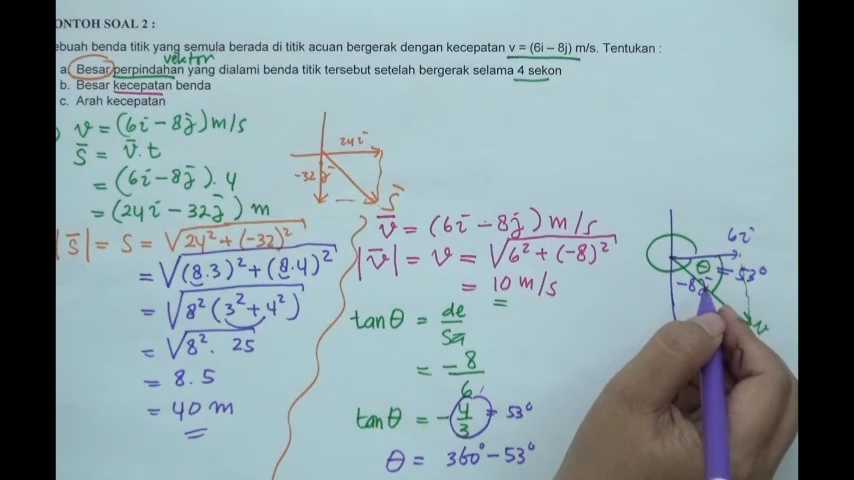 ONTOH SOAL 2 :
ebuah benda titik yang semula berada di titik acuan bergerak dengan kecepatan v = (6i – 8j) m/s. Tentukan :
vektor
a. Besar perpindahan yang dialami benda titik tersebut setelah bergerak selama 4 sekon
b. Besar kecepatan benda
c. Arah kecepatan
v = (6i - 8j) m/s
S̄ = v̄ . t
= (6i - 8j) . 4
= (24i - 32j) m
|S̄| = S = √24² + (-32)²
= √(8.3)² + (8.4)²
= √8² (3² + 4²)
= √8² . 25
= 8.5
= 40 m
24i
-32j
S̄
v̄ = (6i - 8j) m/s
|v̄| = v = √6² + (-8)²
= 10 m/s
tan θ = de/sa
= -8/6
tan θ = -4/3 = 53°
θ = 360° - 53°
6i
θ = 53°
-8j
v